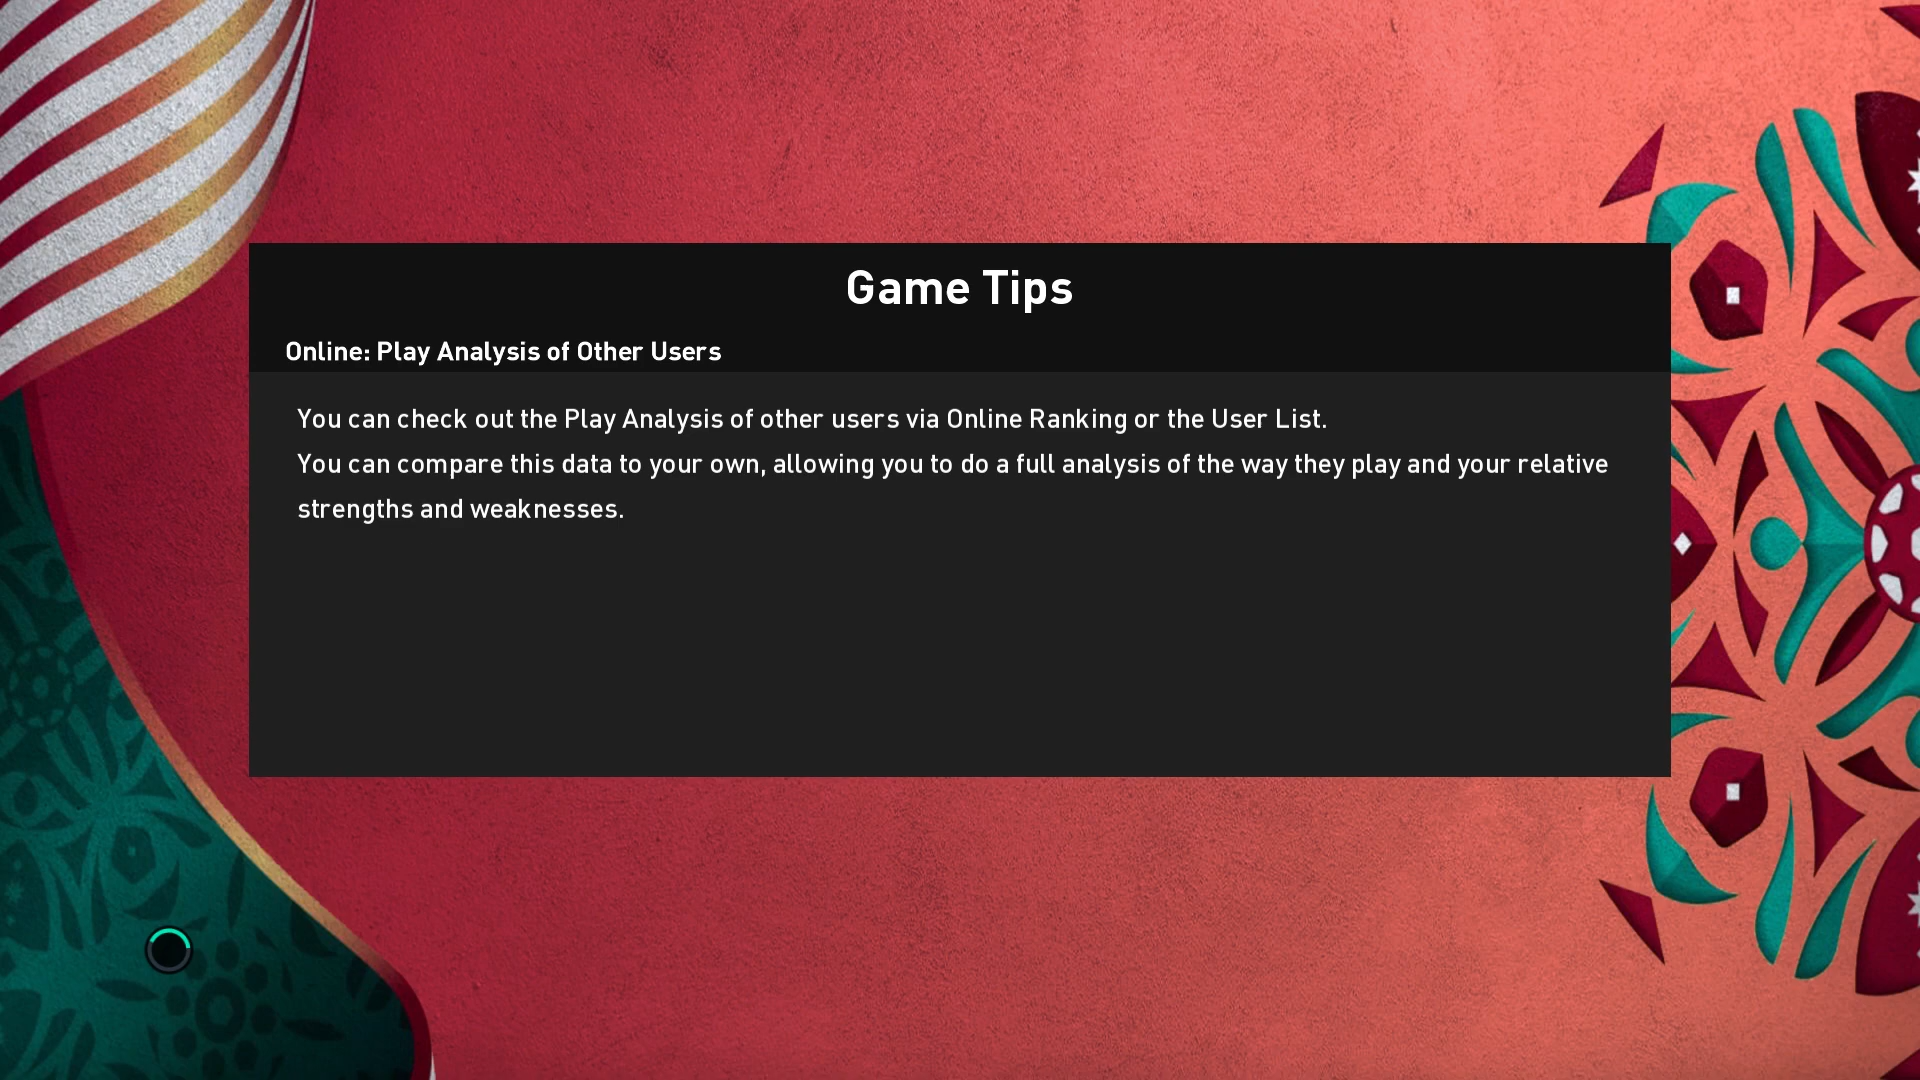 Game Tips
Online: Play Analysis of Other Users
You can check out the Play Analysis of other users via Online Ranking or the User List.
You can compare this data to your own, allowing you to do a full analysis of the way they play and your relative
strengths and weaknesses.